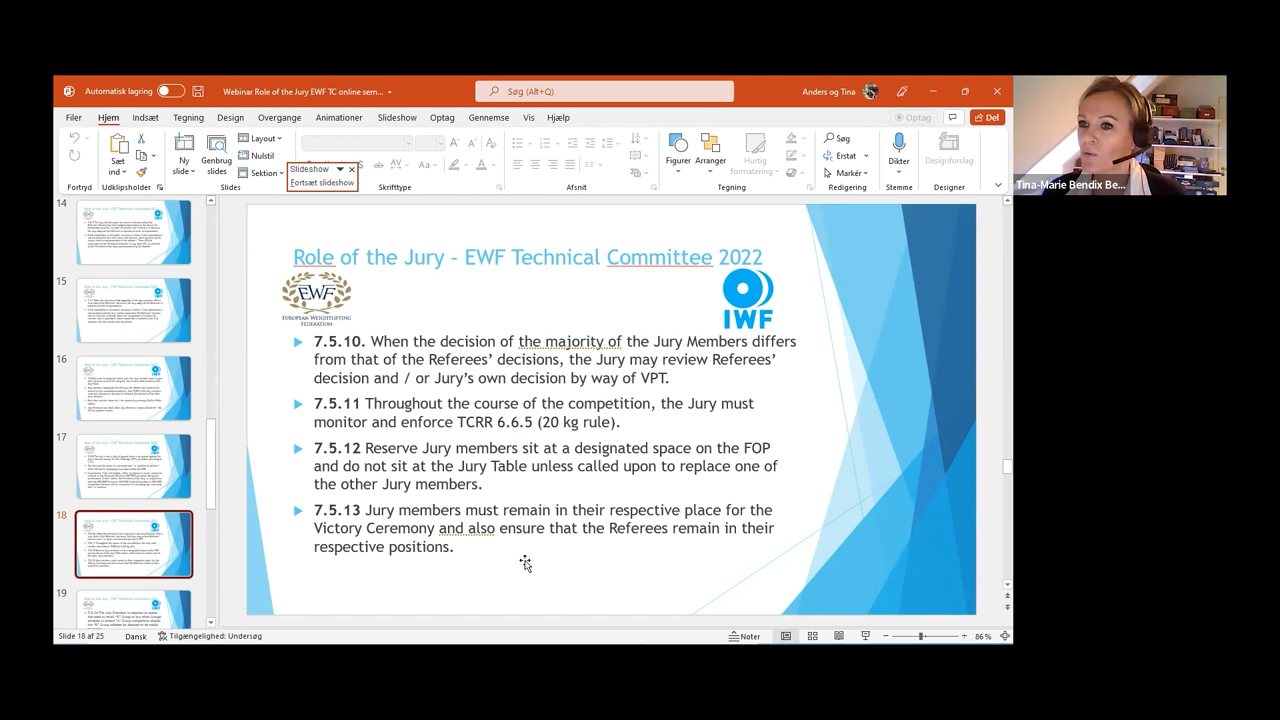 Automatisk lagring
Webinar Role of the Jury EWF TC online sem...
Søg (Alt+Q)
Anders og Tina
Filer
Hjem
Indsæt
Tegning
Design
Overgange
Animationer
Slideshow
Optag
Gennemse
Vis
Hjælp
Optag
Del
Sæt
ind
Udklipsholder
Fortryd
Ny
slide
Genbrug
slides
Layout
Nulstil
Sektion
Slides
Slideshow
Fortsæt slideshow
Skrifttype
Afsnit
Figurer
Arranger
Hurtig
formatering
Tegning
Søg
Erstat
Markér
Redigering
Dikter
Stemme
Designforslag
Designer
Tina-Marie Bendix Be...
14
15
16
17
18
19
Role of the Jury – EWF Technical Committee 2022
EWF
EUROPEAN WEIGHTLIFTING
FEDERATION
IWF
7.5.10. When the decision of the majority of the Jury Members differs
from that of the Referees' decisions, the Jury may review Referees'
decision and / or Jury's own decision by way of VPT.
7.5.11 Throughout the course of the competition, the Jury must
monitor and enforce TCRR 6.6.5 (20 kg rule).
7.5.12 Reserve Jury members sit at a designated space on the FOP
and do not sit at the Jury Table unless called upon to replace one of
the other Jury members.
7.5.13 Jury members must remain in their respective place for the
Victory Ceremony and also ensure that the Referees remain in their
respective positions.
Slide 18 af 25
Dansk
Tilgængelighed: Undersøg
Noter
86 %